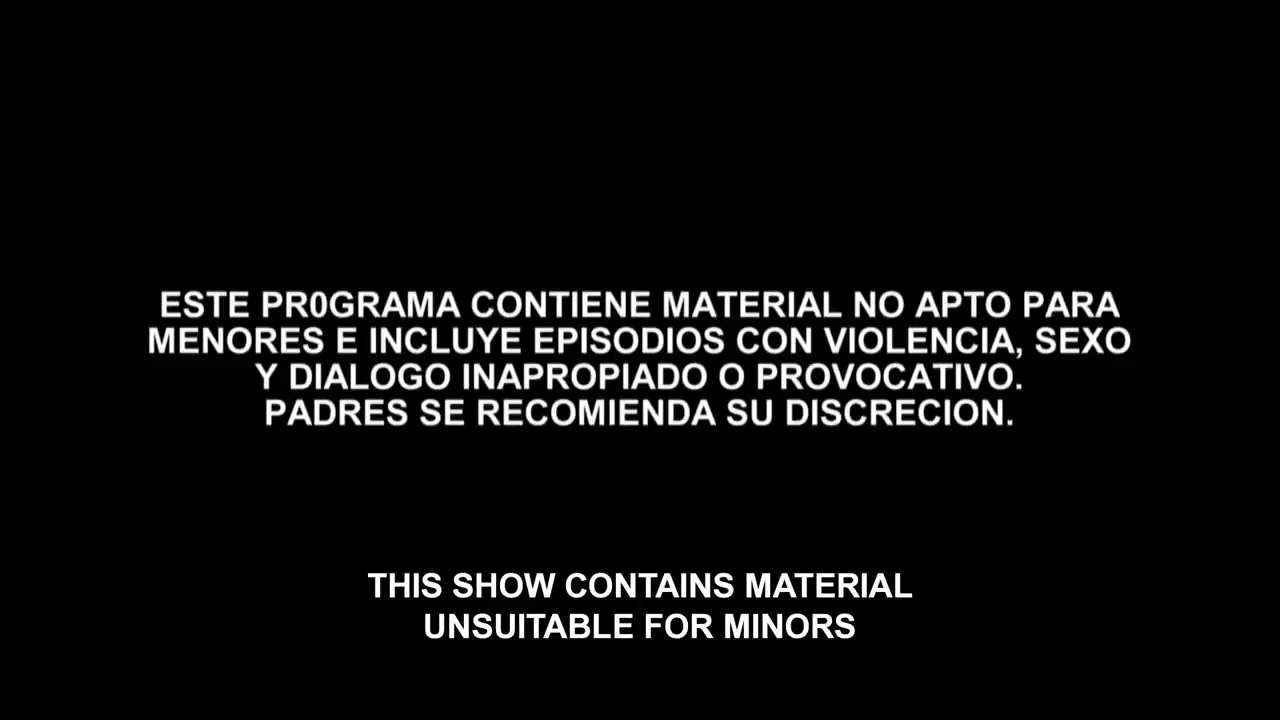 ESTE PR0GRAMA CONTIENE MATERIAL NO APTO PARA
MENORES E INCLUYE EPISODIOS CON VIOLENCIA, SEXO
Y DIALOGO INAPROPIADO O PROVOCATIVO.
PADRES SE RECOMIENDA SU DISCRECION.
THIS SHOW CONTAINS MATERIAL
UNSUITABLE FOR MINORS